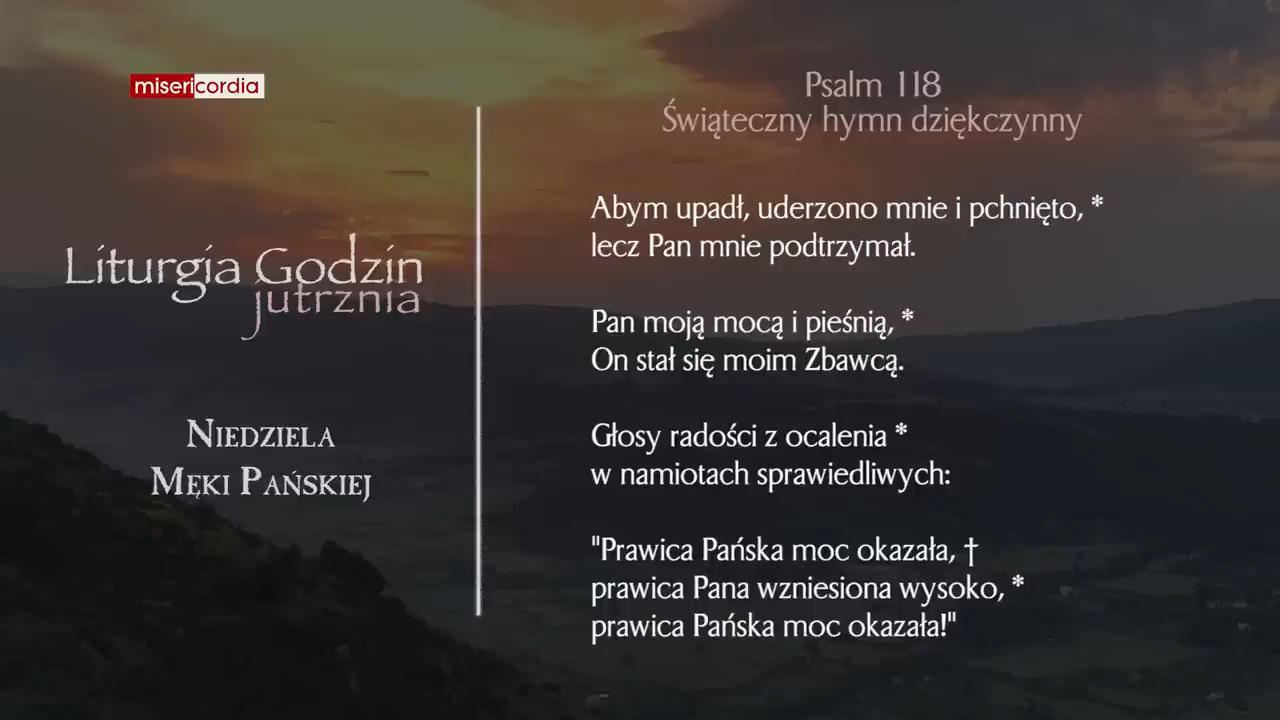 misericordia
Liturgia Godzin
jutrznia
Niedziela
Męki Pańskiej
Psalm 118
Świąteczny hymn dziękczynny
Abym upadł, uderzono mnie i pchnięto, *
lecz Pan mnie podtrzymał.
Pan moją mocą i pieśnią, *
On stał się moim Zbawcą.
Głosy radości z ocalenia *
w namiotach sprawiedliwych:
"Prawica Pańska moc okazała, †
prawica Pana wzniesiona wysoko, *
prawica Pańska moc okazała!"